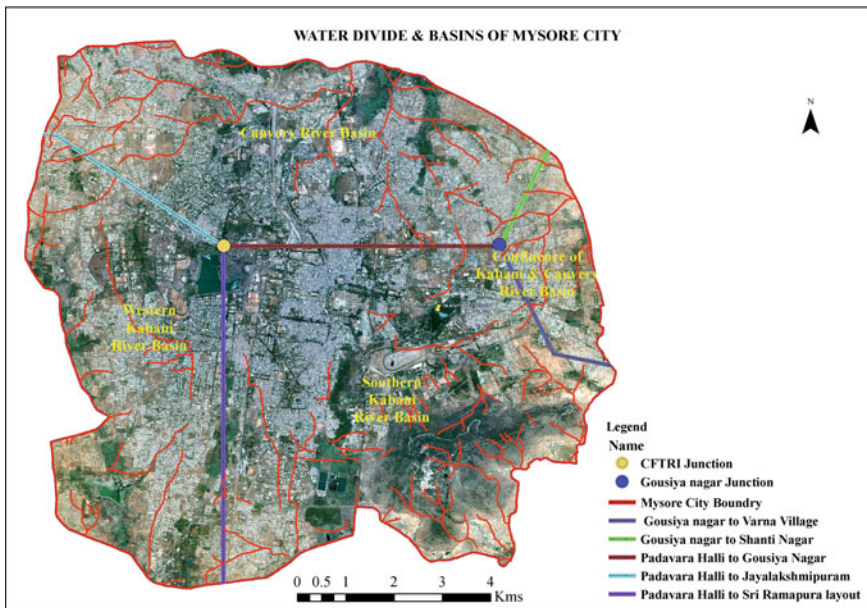 WATER DIVIDE & BASINS OF MYSORE CITY
N
Cauvery River Basin
Confluence of
Kabani & Cauvery
River Basin
Western
Kabani
River Basin
Southern
Kabani
River Basin
Legend
Name
CFTRI Junction
Gousiya nagar Junction
Mysore City Boundry
Gousiya nagar to Varna Village
Gousiya nagar to Shanti Nagar
Padavara Halli to Gousiya Nagar
Padavara Halli to Jayalakshmipuram
Padavara Halli to Sri Ramapura layout
0 0.5 1 2 3 4
Kms